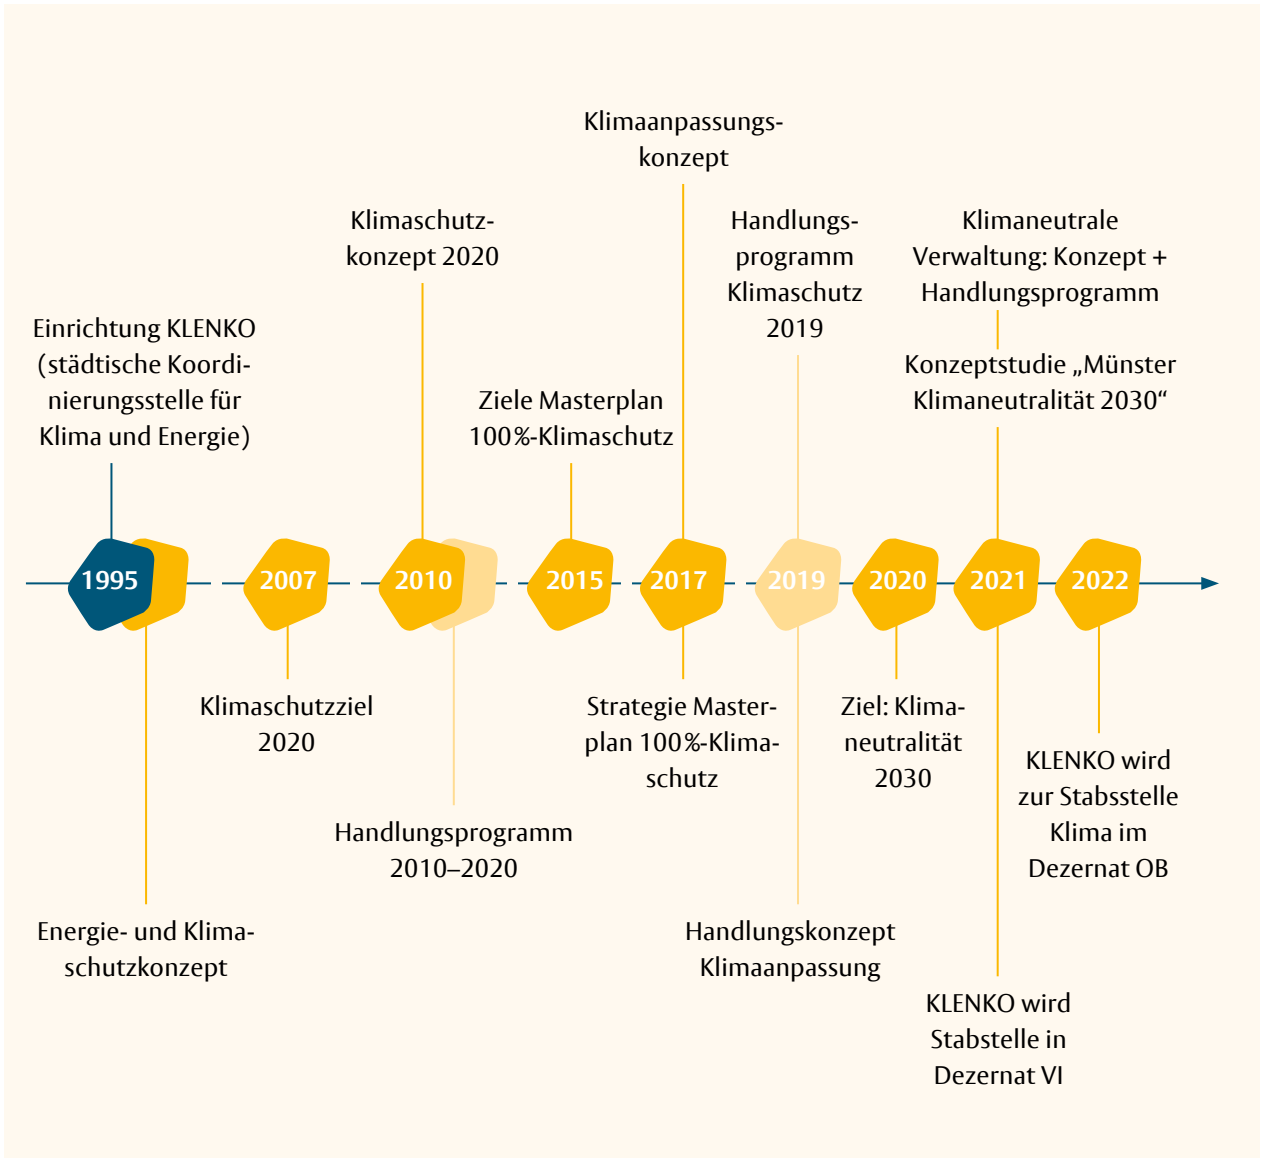 Klimaanpassungs-
konzept
Klimaschutz-
konzept 2020
Handlungs-
programm
Klimaschutz
2019
Klimaneutrale
Verwaltung: Konzept +
Handlungsprogramm
Einrichtung KLENKO
(städtische Koordi-
nierungsstelle für
Klima und Energie)
Ziele Masterplan
100%-Klimaschutz
Konzeptstudie „Münster
Klimaneutralität 2030“
1995
2007
2010
2015
2017
2019
2020
2021
2022
Klimaschutzziel
2020
Strategie Master-
plan 100%-Klima-
schutz
Ziel: Klima-
neutralität
2030
KLENKO wird
zur Stabsstelle
Klima im
Dezernat OB
Handlungsprogramm
2010–2020
Energie- und Klima-
schutzkonzept
Handlungskonzept
Klimaanpassung
KLENKO wird
Stabstelle in
Dezernat VI